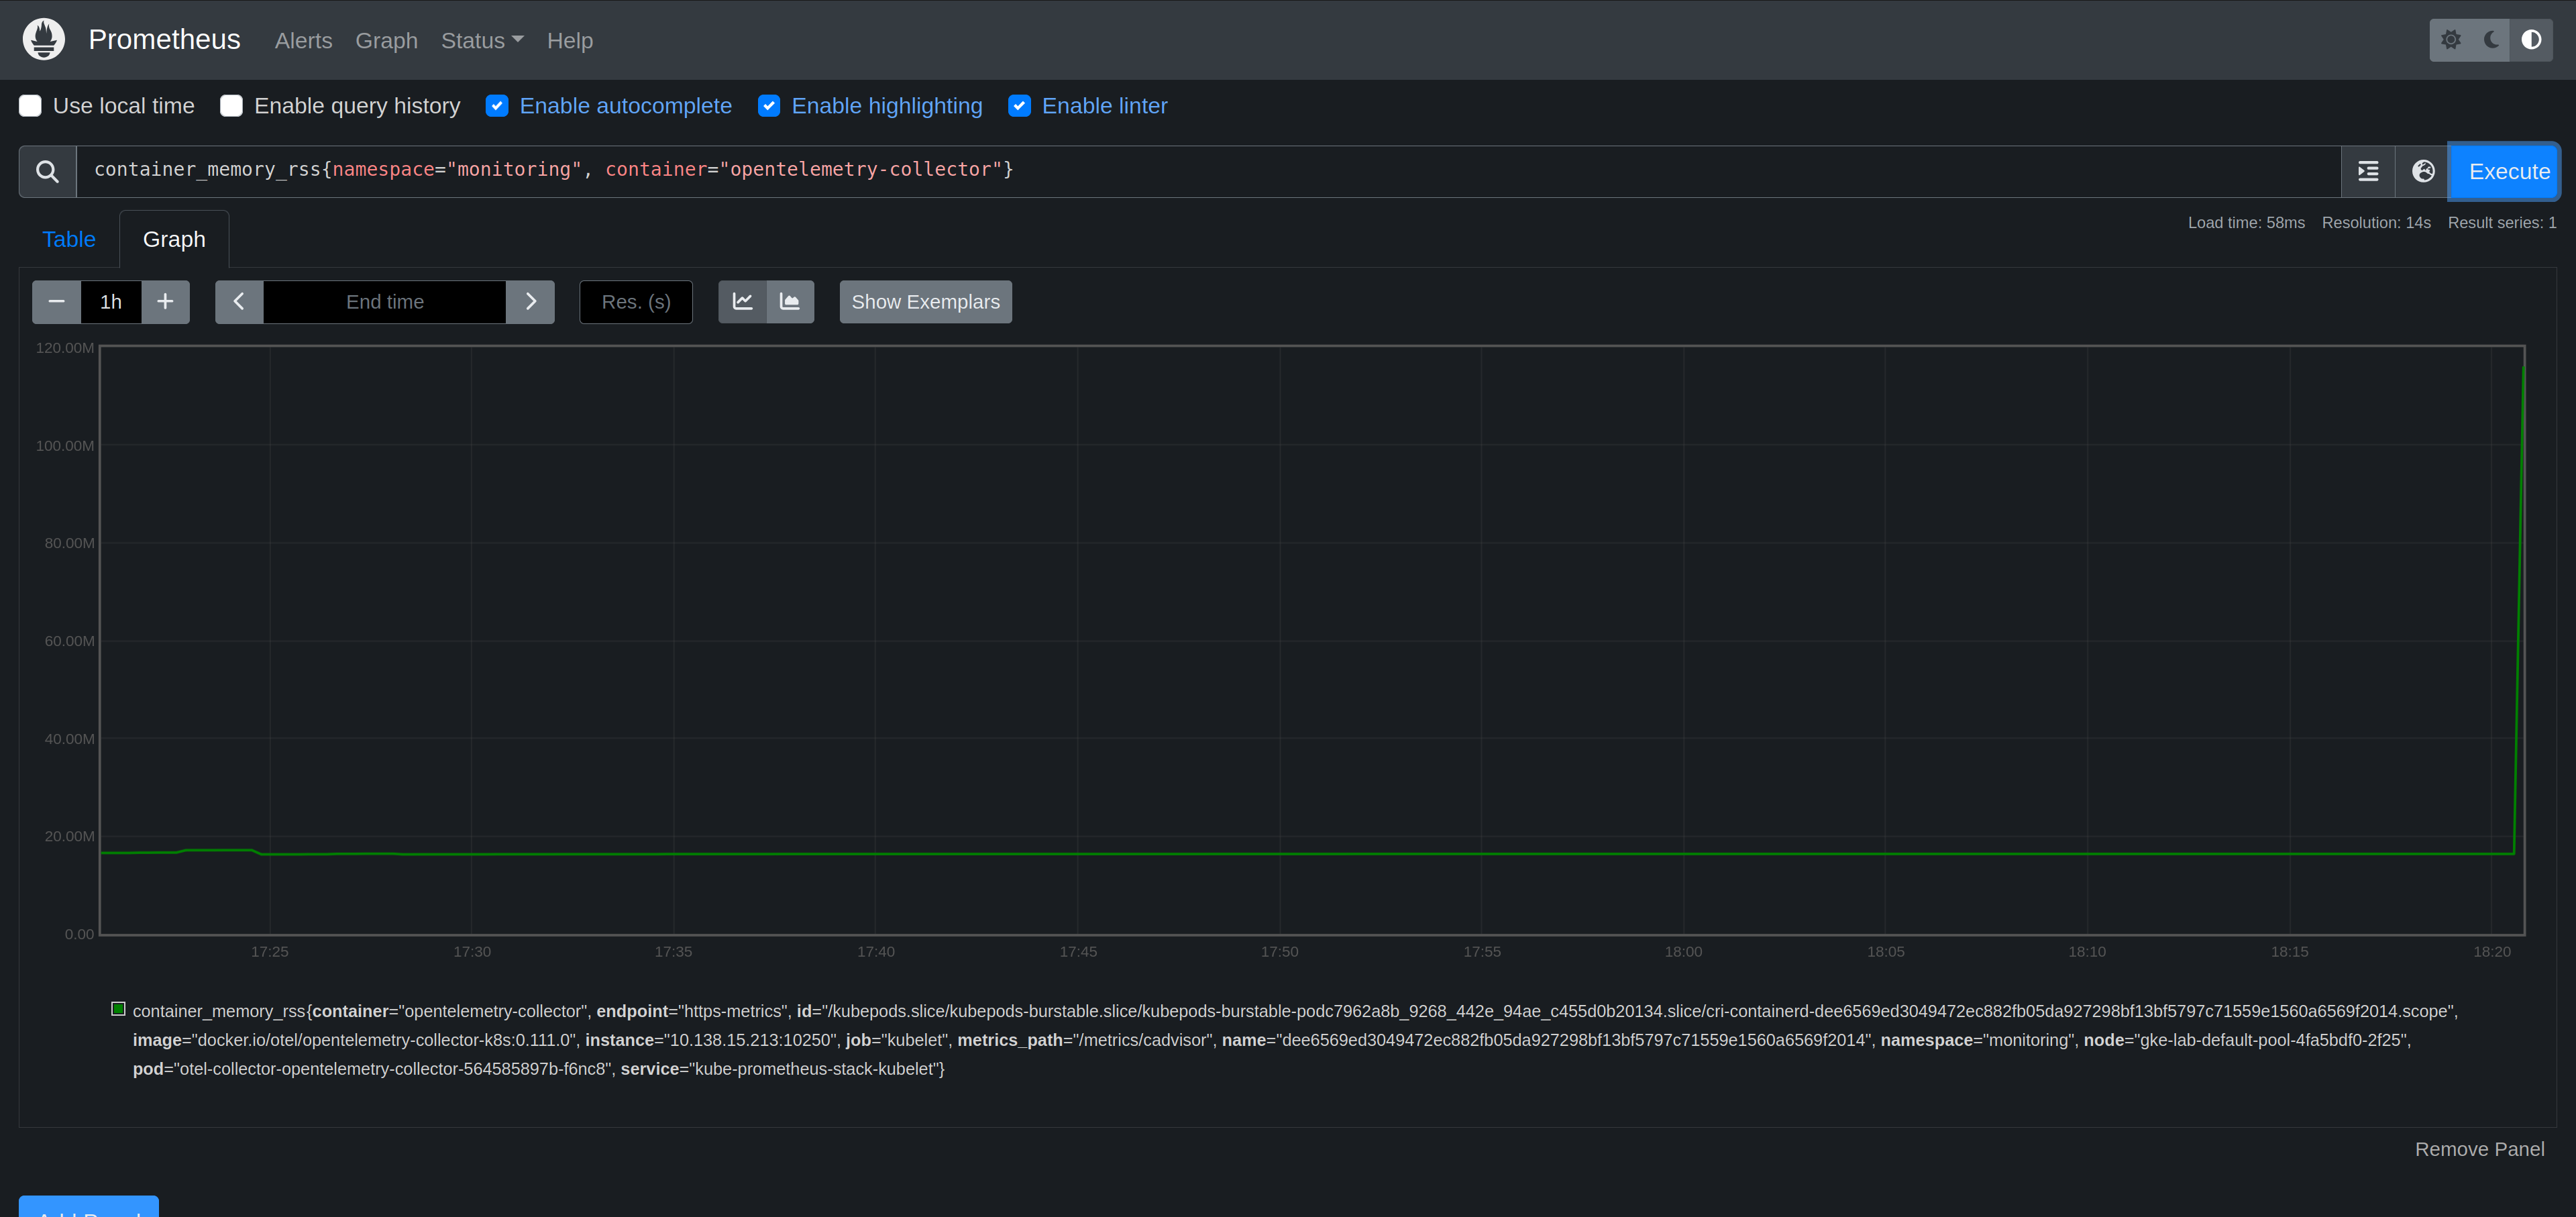 Prometheus Alerts Graph Status Help
Use local time Enable query history Enable autocomplete Enable highlighting Enable linter
container_memory_rss{namespace="monitoring", container="opentelemetry-collector"}
Execute
Table Graph
Load time: 58ms Resolution: 14s Result series: 1
1h End time Res. (s) Show Exemplars
120.00M
100.00M
80.00M
60.00M
40.00M
20.00M
0.00
17:25 17:30 17:35 17:40 17:45 17:50 17:55 18:00 18:05 18:10 18:15 18:20
container_memory_rss{container="opentelemetry-collector", endpoint="https-metrics", id="/kubepods.slice/kubepods-burstable.slice/kubepods-burstable-podc7962a8b_9268_442e_94ae_c455d0b20134.slice/cri-containerd-dee6569ed3049472ec882fb05da927298bf13bf5797c71559e1560a6569f2014.scope",
image="docker.io/otel/opentelemetry-collector-k8s:0.111.0", instance="10.138.15.213:10250", job="kubelet", metrics_path="/metrics/cadvisor", name="dee6569ed3049472ec882fb05da927298bf13bf5797c71559e1560a6569f2014", namespace="monitoring", node="gke-lab-default-pool-4fa5bdf0-2f25",
pod="otel-collector-opentelemetry-collector-564585897b-f6nc8", service="kube-prometheus-stack-kubelet"}
Remove Panel